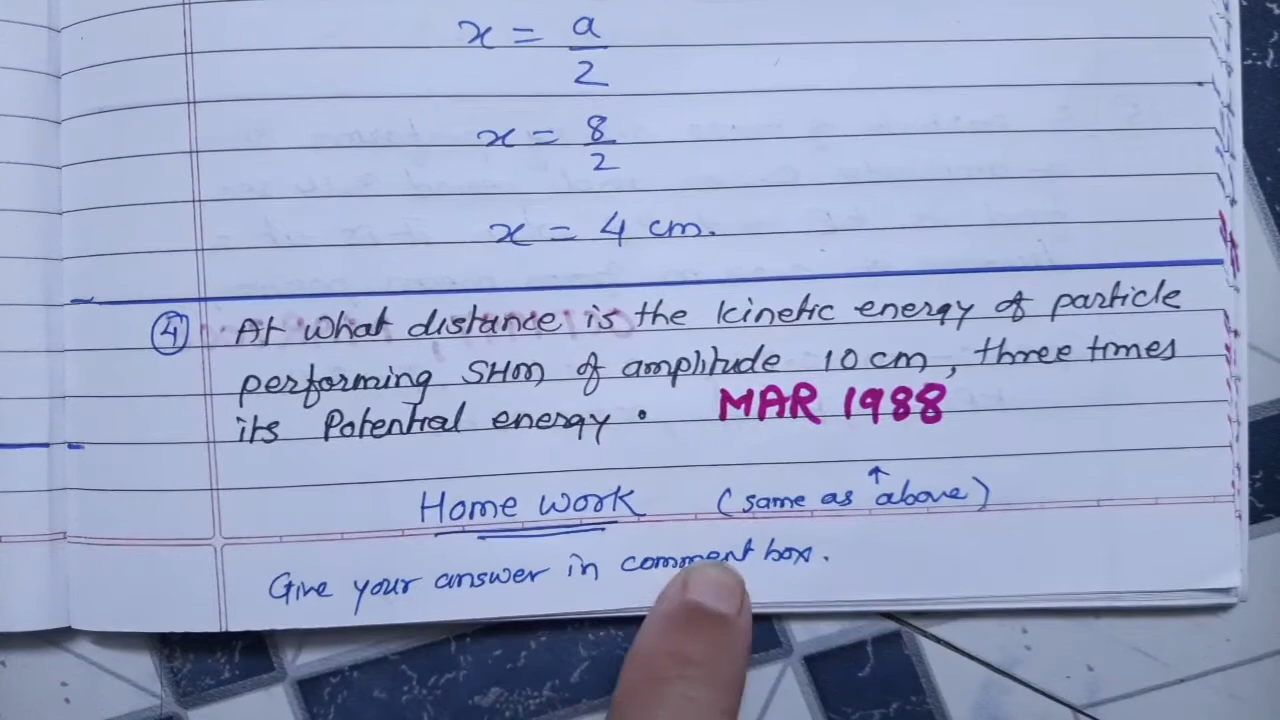 x = a/2
x = 8/2
x = 4 cm.
④ At what distance is the kinetic energy of particle
performing SHM of amplitude 10 cm, three times
its Potential energy. MAR 1988
Home work (same as ↑ above)
Give your answer in comment box.